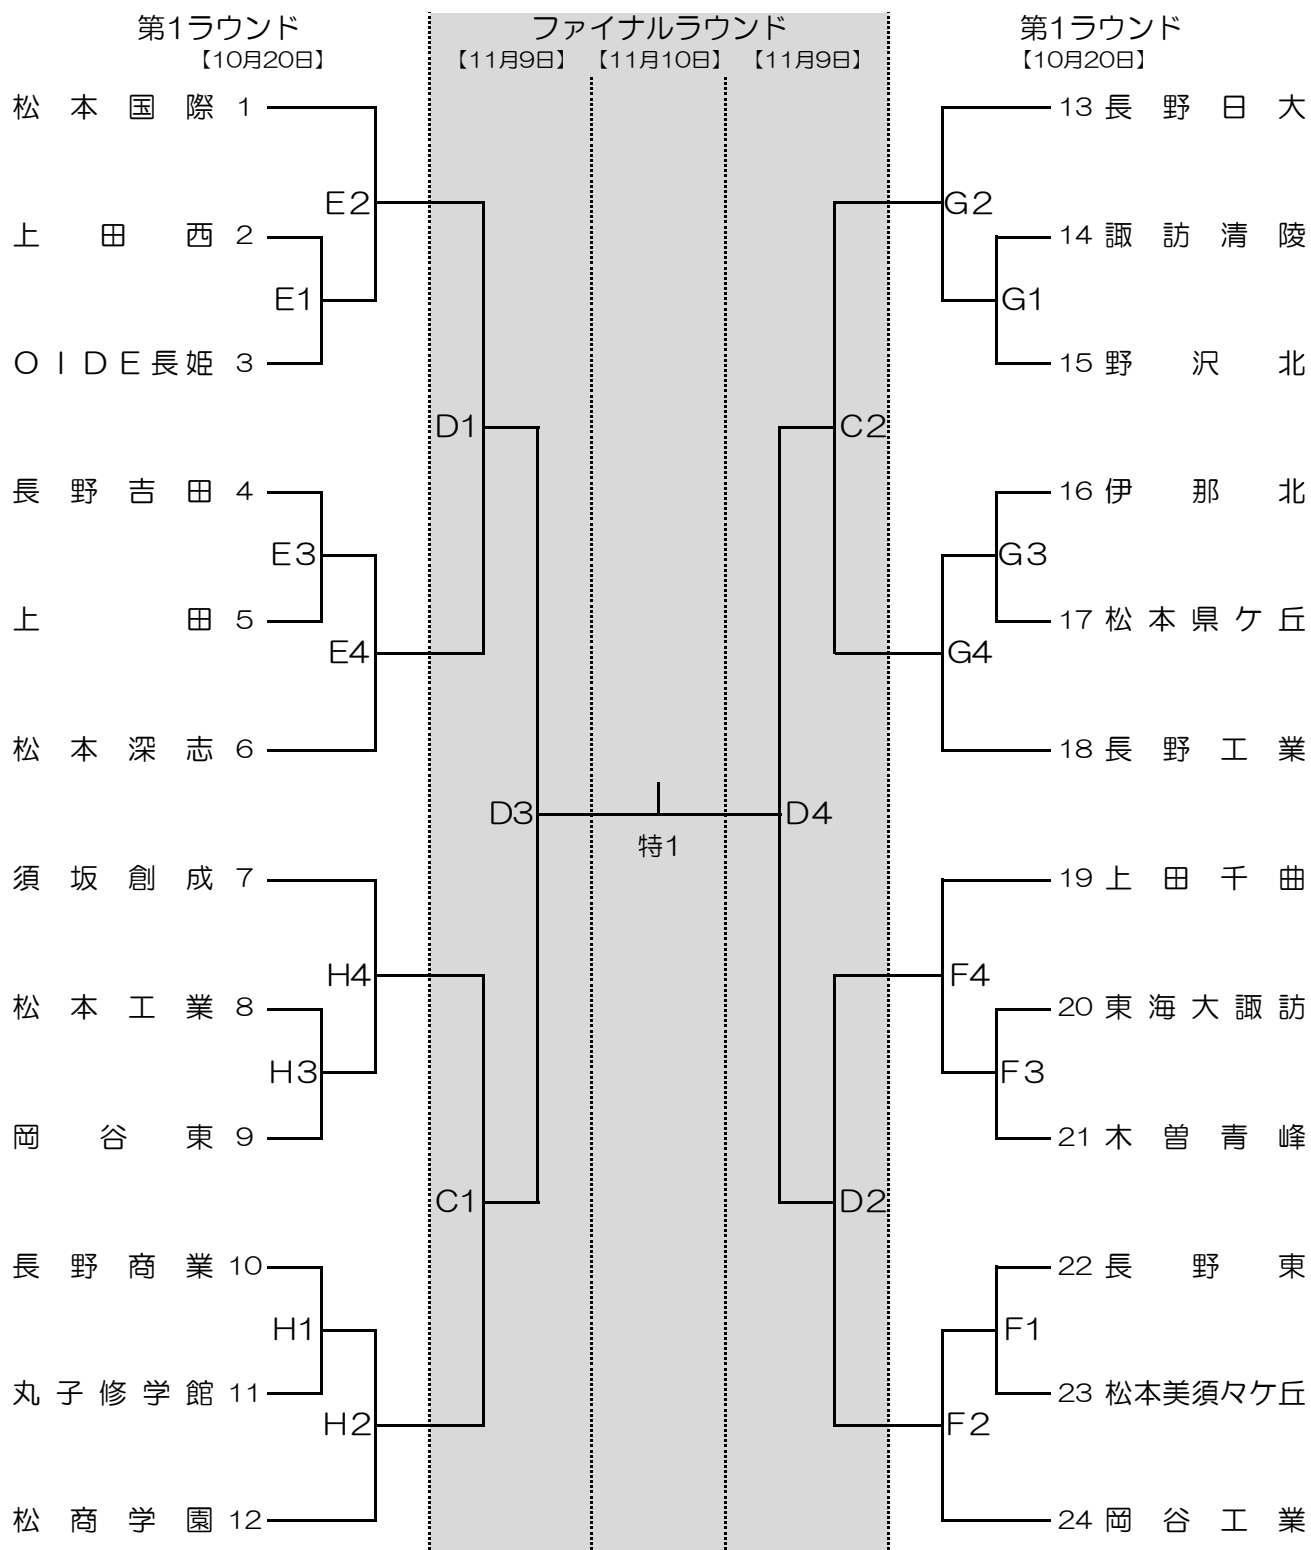 第1ラウンド ファイナルラウンド 第1ラウンド
【10月20日】 【11月9日】 【11月10日】 【11月9日】 【10月20日】
松本国際 1 13 長野日大
E2 G2
上田西 2 14 諏訪清陵
E1 G1
OIDE長姫 3 15 野沢北
D1 C2
長野吉田 4 16 伊那北
E3 G3
上田 5 17 松本県ケ丘
E4 G4
松本深志 6 18 長野工業
D3 D4
特1
須坂創成 7 19 上田千曲
H4 F4
松本工業 8 20 東海大諏訪
H3 F3
岡谷東 9 21 木曽青峰
C1 D2
長野商業 10 22 長野東
H1 F1
丸子修学館 11 23 松本美須々ケ丘
H2 F2
松商学園 12 24 岡谷工業